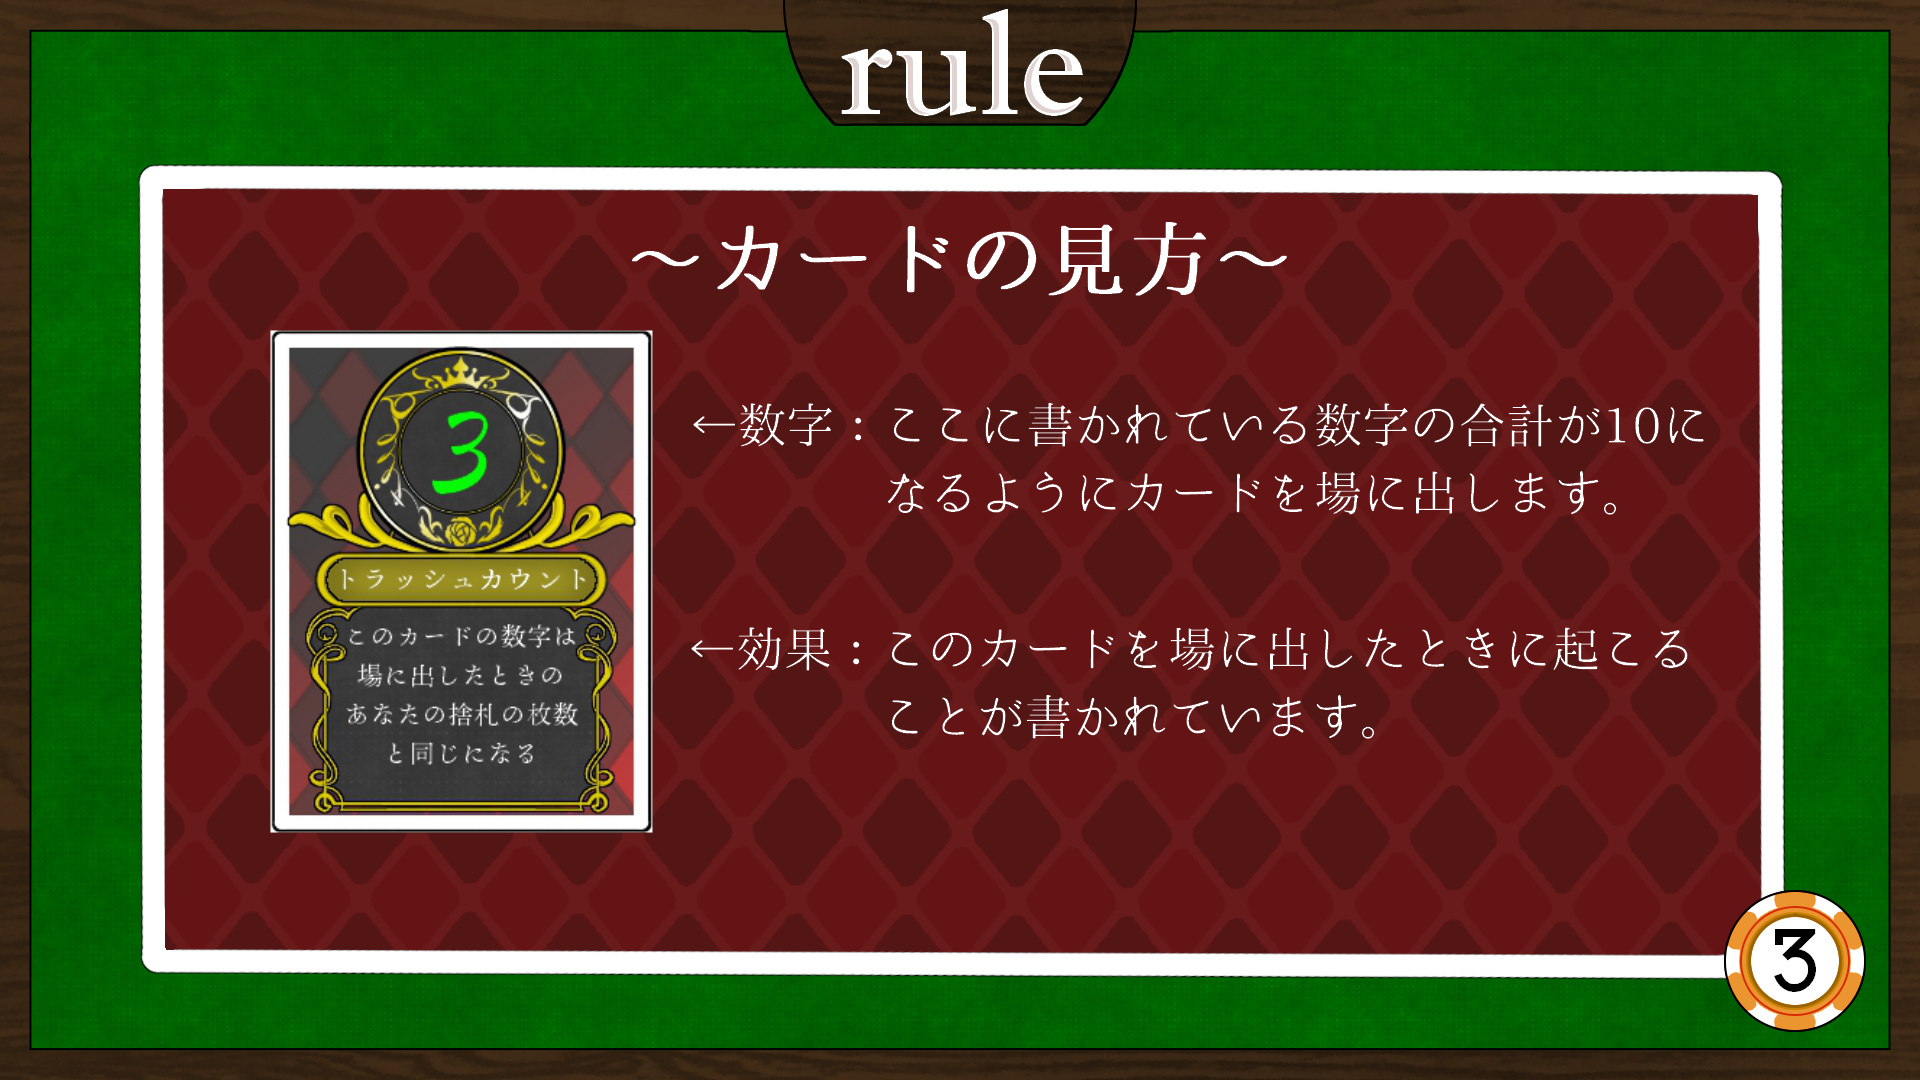 rule
～カードの見方～
3
トラッシュカウント
このカードの数字は
場に出したときの
あなたの捨札の枚数
と同じになる
←数字：ここに書かれている数字の合計が10に
なるようにカードを場に出します。
←効果：このカードを場に出したときに起こる
ことが書かれています。
3